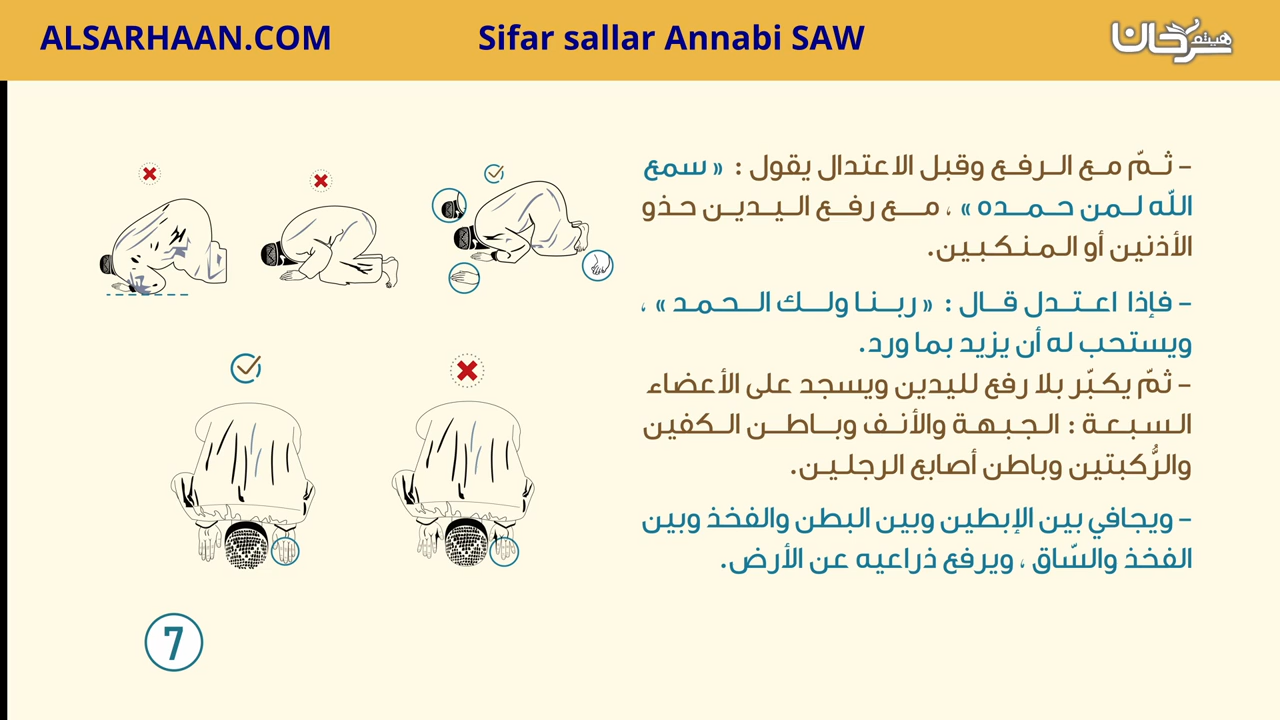 ALSARHAAN.COM
Sifar sallar Annabi SAW
هيثم سرحان
– ثمّ مع الرفع وقبل الاعتدال يقول : « سمع
اللّه لمن حمده » ، مع رفع اليدين حذو
الأذنين أو المنكبين.
– فإذا اعتدل قال : « ربنا ولك الحمد » ،
ويستحب له أن يزيد بما ورد.
– ثمّ يكبّر بلا رفع لليدين ويسجد على الأعضاء
السبعة : الجبهة والأنف وباطن الكفين
والرُّكبتين وباطن أصابع الرجلين.
– ويجافي بين الإبطين وبين البطن والفخذ وبين
الفخذ والسّاق ، ويرفع ذراعيه عن الأرض.
7